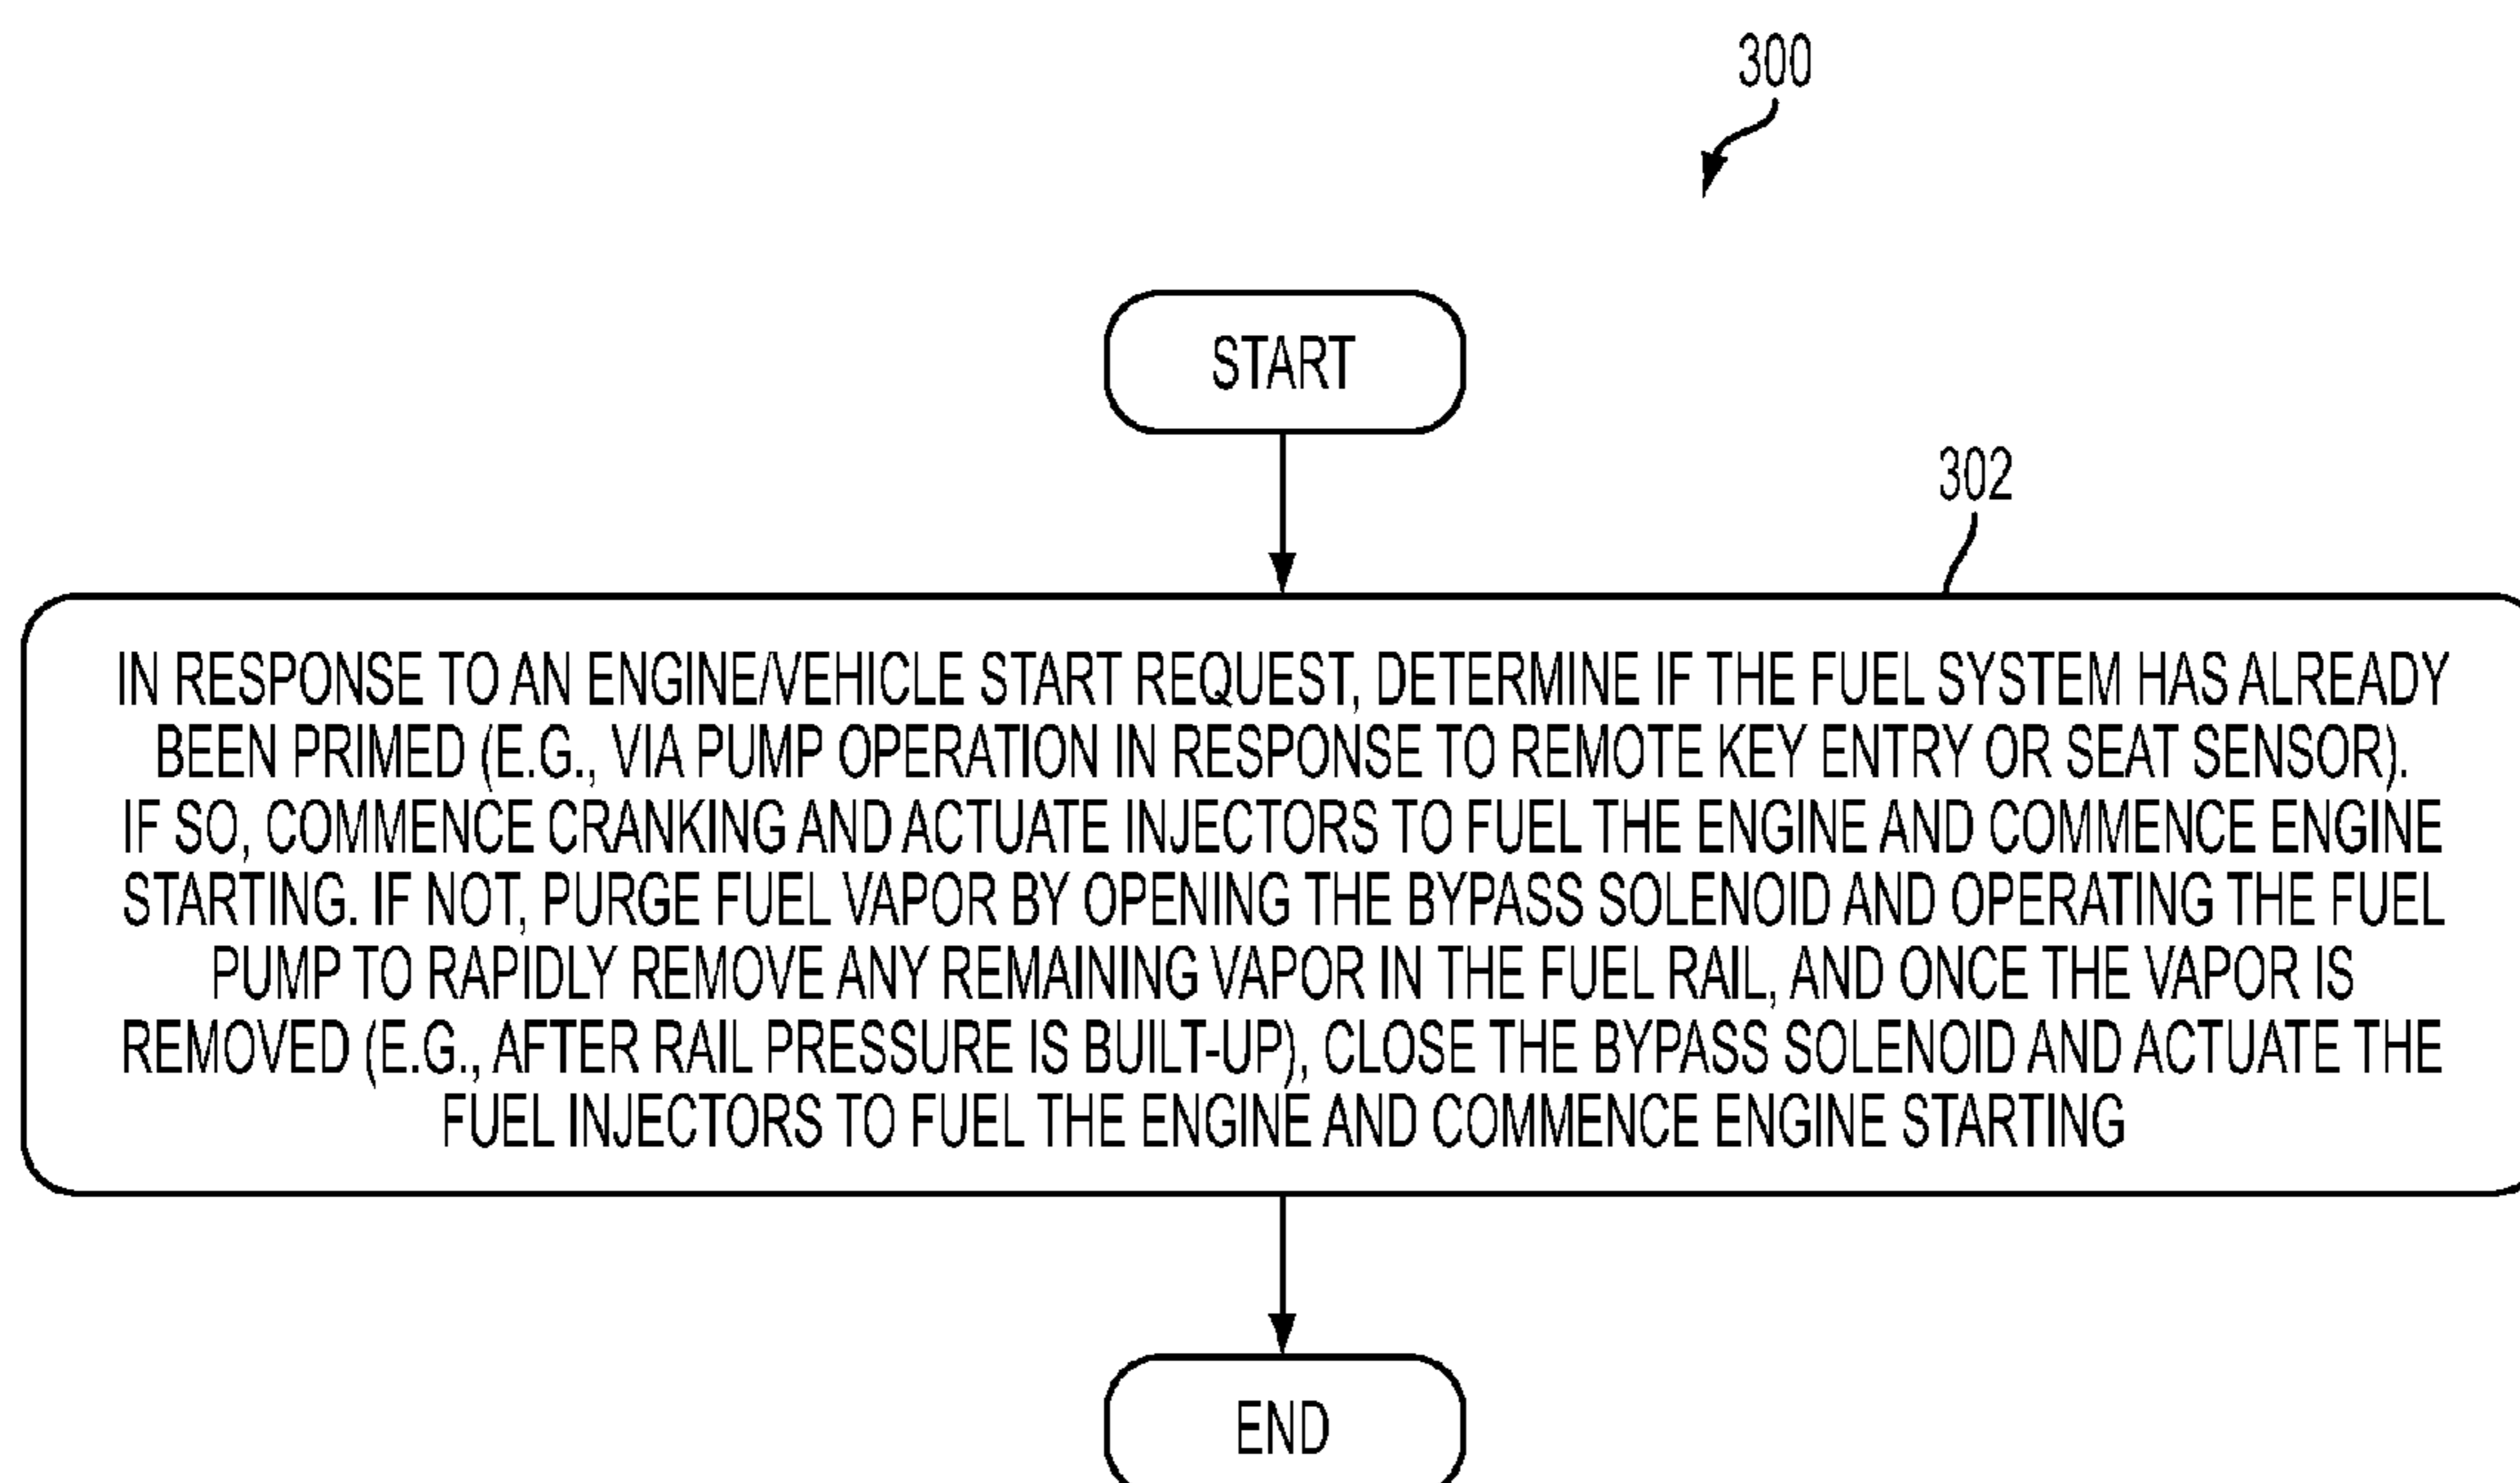 300
START
302
IN RESPONSE TO AN ENGINE/VEHICLE START REQUEST, DETERMINE IF THE FUEL SYSTEM HAS ALREADY
BEEN PRIMED (E.G., VIA PUMP OPERATION IN RESPONSE TO REMOTE KEY ENTRY OR SEAT SENSOR).
IF SO, COMMENCE CRANKING AND ACTUATE INJECTORS TO FUEL THE ENGINE AND COMMENCE ENGINE
STARTING. IF NOT, PURGE FUEL VAPOR BY OPENING THE BYPASS SOLENOID AND OPERATING THE FUEL
PUMP TO RAPIDLY REMOVE ANY REMAINING VAPOR IN THE FUEL RAIL, AND ONCE THE VAPOR IS
REMOVED (E.G., AFTER RAIL PRESSURE IS BUILT-UP), CLOSE THE BYPASS SOLENOID AND ACTUATE THE
FUEL INJECTORS TO FUEL THE ENGINE AND COMMENCE ENGINE STARTING
END